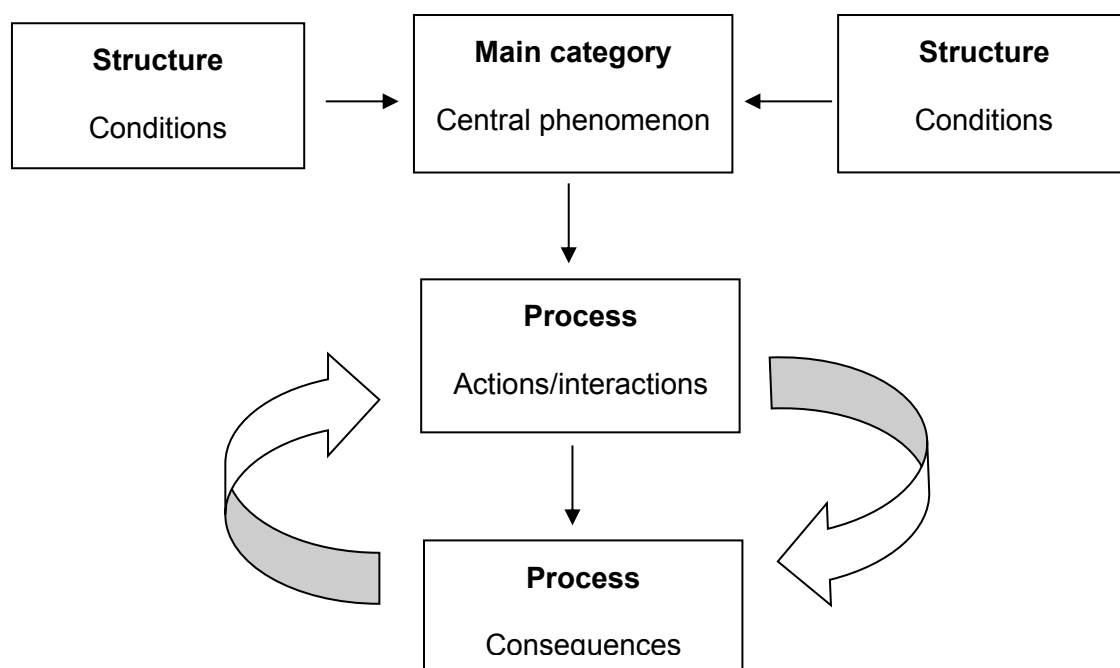 Structure
Conditions
Main category
Central phenomenon
Structure
Conditions
Process
Actions/interactions
Process
Consequences